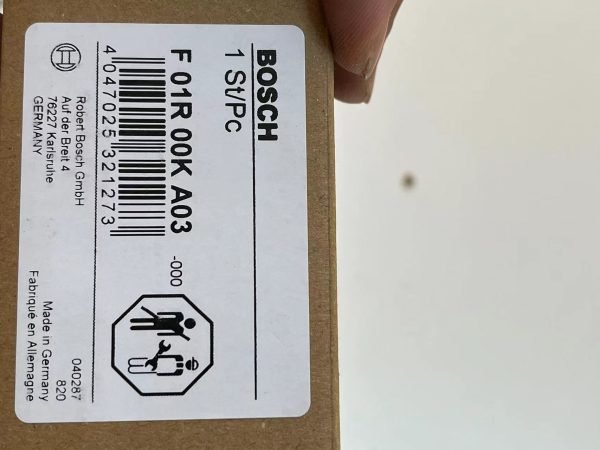 BOSCH
1 St/Pc
F 01R 00K A03
-000
4 047025 321273
Robert Bosch GmbH
Auf der Breit 4
76227 Karlsruhe
GERMANY
040287
820
Made in Germany
Fabriqué en Allemagne